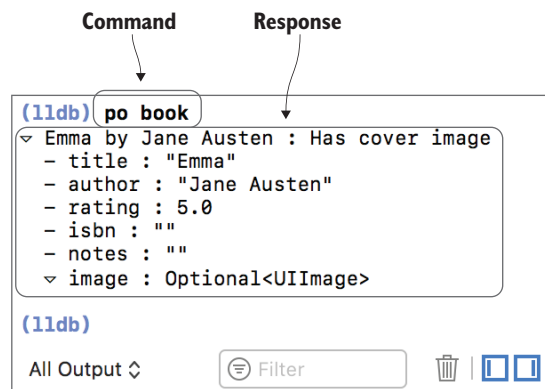 Command Response
(lldb) po book
▿ Emma by Jane Austen : Has cover image
– title : "Emma"
– author : "Jane Austen"
– rating : 5.0
– isbn : ""
– notes : ""
▿ image : Optional<UIImage>
(lldb)
All Output Filter